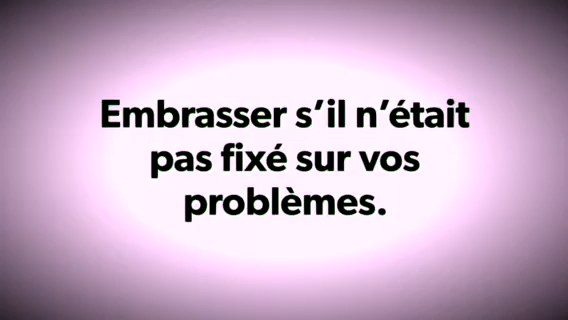 Embrasser s’il n’était
pas fixé sur vos
problèmes.